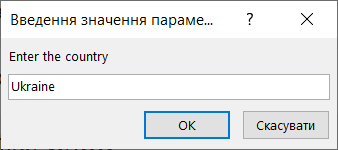 Введення значення параме...
Enter the country
Ukraine
OK
Скасувати